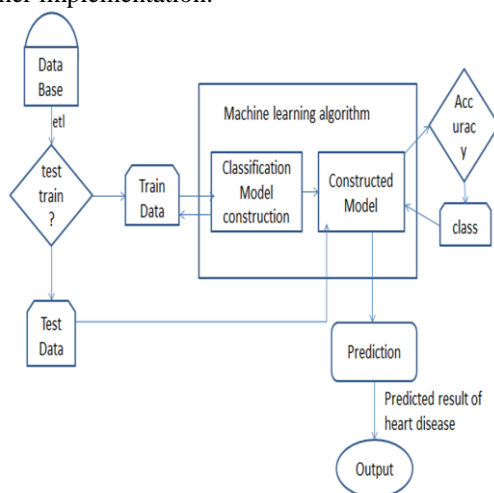 ner implementation.
Data
Base
etl
test
train
?
Train
Data
Test
Data
Machine learning algorithm
Classification
Model
construction
Constructed
Model
Acc
urac
y
class
Prediction
Predicted result of
heart disease
Output